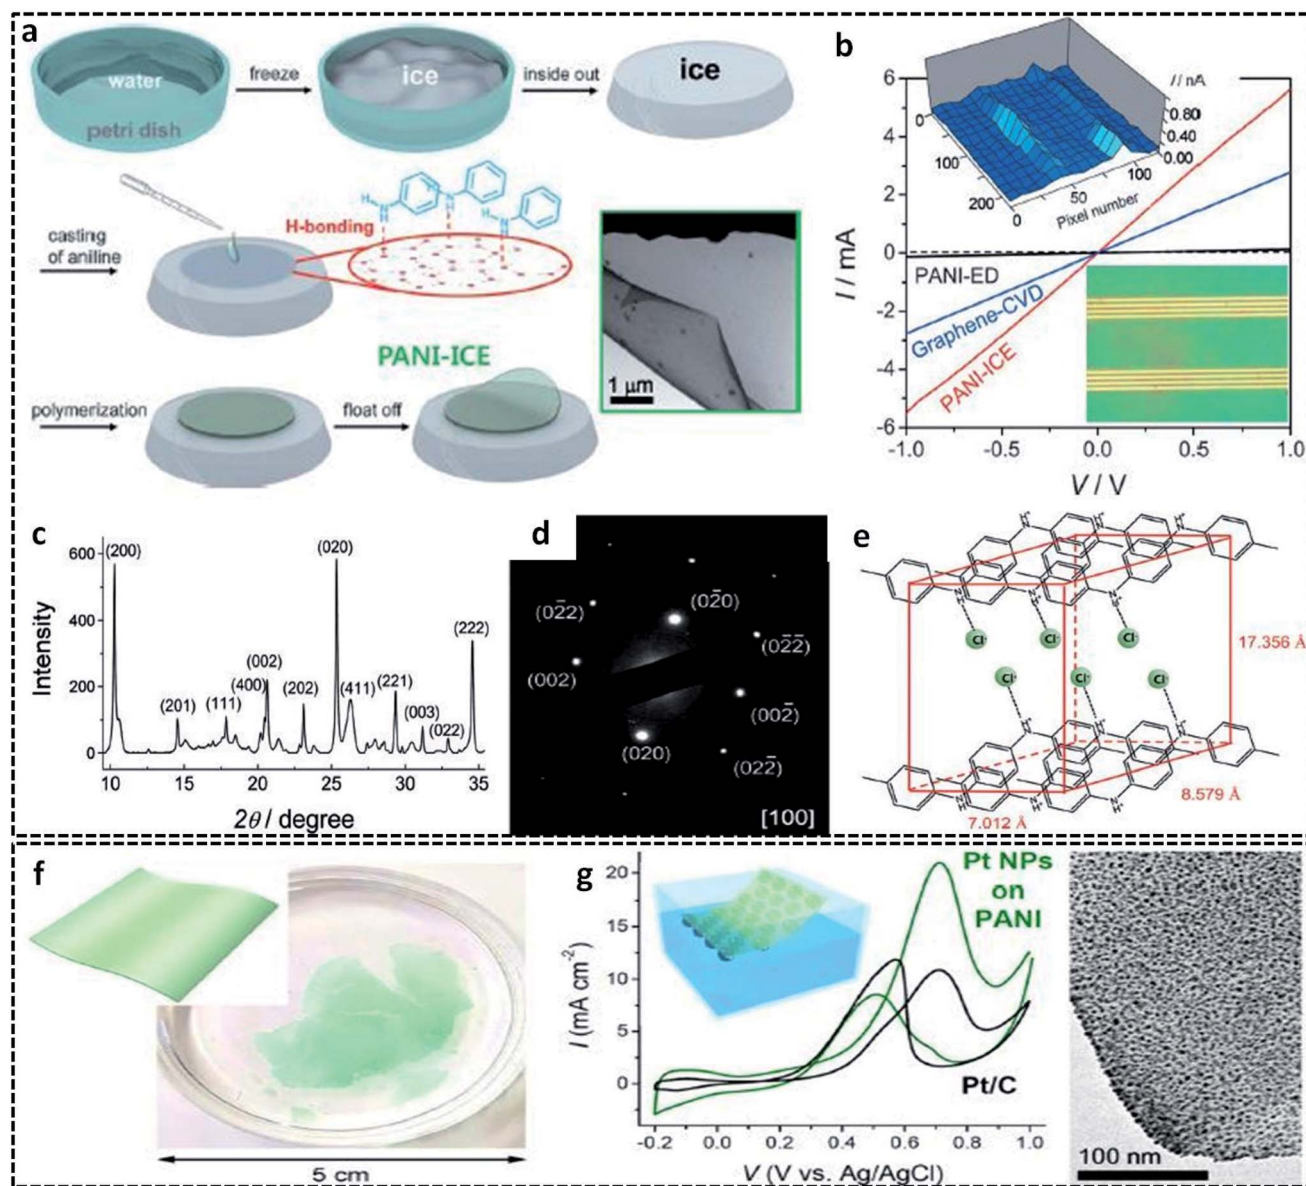 a
water
petri dish
freeze
ice
inside out
ice
casting
of aniline
H-bonding
H
N
H
N
H
N
PANI-ICE
1 μm
polymerization
float off
b
6
4
2
0
-2
-4
-6
I / mA
-1.0
-0.5
0.0
0.5
1.0
V / V
I / nA
0.80
0.40
0.00
0
100
200
0
50
100
Pixel number
PANI-ED
Graphene-CVD
PANI-ICE
c
600
400
200
0
Intensity
(200)
(201)
(111)
(400)
(002)
(202)
(020)
(411)
(221)
(003)
(022)
(222)
10
15
20
25
30
35
2θ / degree
d
(02̄2)
(02̄0)
(02̄2̄)
(002)
(002̄)
(020)
(022̄)
[100]
e
Cl⁻
Cl⁻
Cl⁻
Cl⁻
Cl⁻
Cl⁻
17.356 Å
8.579 Å
7.012 Å
f
5 cm
g
20
15
10
5
0
I (mA cm⁻²)
Pt NPs
on
PANI
Pt/C
-0.2
0.0
0.2
0.4
0.6
0.8
1.0
V (V vs. Ag/AgCl)
100 nm